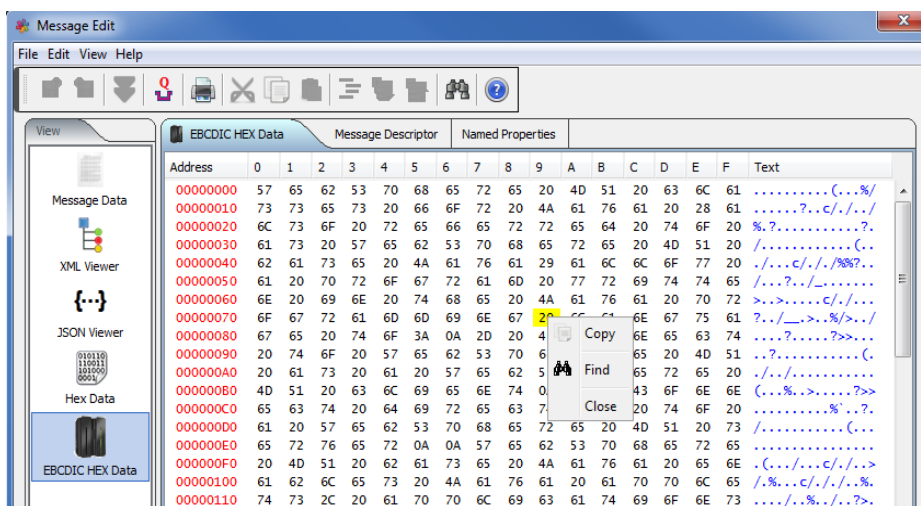 Message Edit
File Edit View Help
View
EBCDIC HEX Data Message Descriptor Named Properties
Address 0 1 2 3 4 5 6 7 8 9 A B C D E F Text
Message Data
XML Viewer
{...}
JSON Viewer
Hex Data
EBCDIC HEX Data
00000000 57 65 62 53 70 68 65 72 65 20 4D 51 20 63 6C 61 ..........(...%/
00000010 73 73 65 73 20 66 6F 72 20 4A 61 76 61 20 28 61 ......?..c/././
00000020 6C 73 6F 20 72 65 66 65 72 72 65 64 20 74 6F 20 %.?...........?.
00000030 61 73 20 57 65 62 53 70 68 65 72 65 20 4D 51 20 /.............(..
00000040 62 61 73 65 20 4A 61 76 61 29 61 6C 6C 6F 77 20 ./...c/././%%?..
00000050 61 20 70 72 6F 67 72 61 6D 20 77 72 69 74 74 65 /...?../_.......
00000060 6E 20 69 6E 20 74 68 65 20 4A 61 76 61 20 70 72 >..>.....c/./...
00000070 6F 67 72 61 6D 6D 69 6E 67 6E 67 75 61 ?../__.>..%/>../
00000080 67 65 20 74 6F 3A 0A 2D 20 6E 65 63 74 ....?.....?>>...
00000090 20 74 6F 20 57 65 62 53 70 65 20 4D 51 ..?...........(.
000000A0 20 61 73 20 61 20 57 65 62 65 72 65 20 ./../...........
000000B0 4D 51 20 63 6C 69 65 6E 74 43 6F 6E 6E (...%..>.....?>>
000000C0 65 63 74 20 64 69 72 65 63 20 74 6F 20 ..........%`..?.
000000D0 61 20 57 65 62 53 70 68 65 72 65 20 4D 51 20 73 /...........(...
000000E0 65 72 76 65 72 0A 0A 57 65 62 53 70 68 65 72 65 ................
000000F0 20 4D 51 20 62 61 73 65 20 4A 61 76 61 20 65 6E .(.../...c/./..>
00000100 61 62 6C 65 73 20 4A 61 76 61 20 61 70 70 6C 65 /.%...c/././..%.
00000110 74 73 2C 20 61 70 70 6C 69 63 61 74 69 6F 6E 73 ..../..%../..?>.
Copy
Find
Close